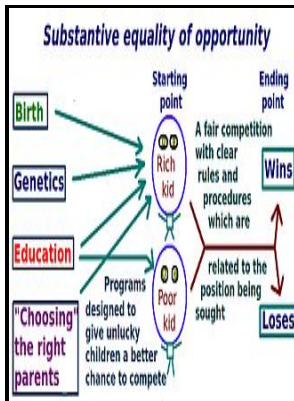 Substantive equality of opportunity
Starting
point
Ending
point
Birth
Genetics
Education
"Choosing"
the right
parents
Rich
kid
Poor
kid
Programs
designed to
give unlucky
children a better
chance to compete
A fair competition
with clear
rules and
procedures
which are
related to the
position being
sought
Wins
Loses